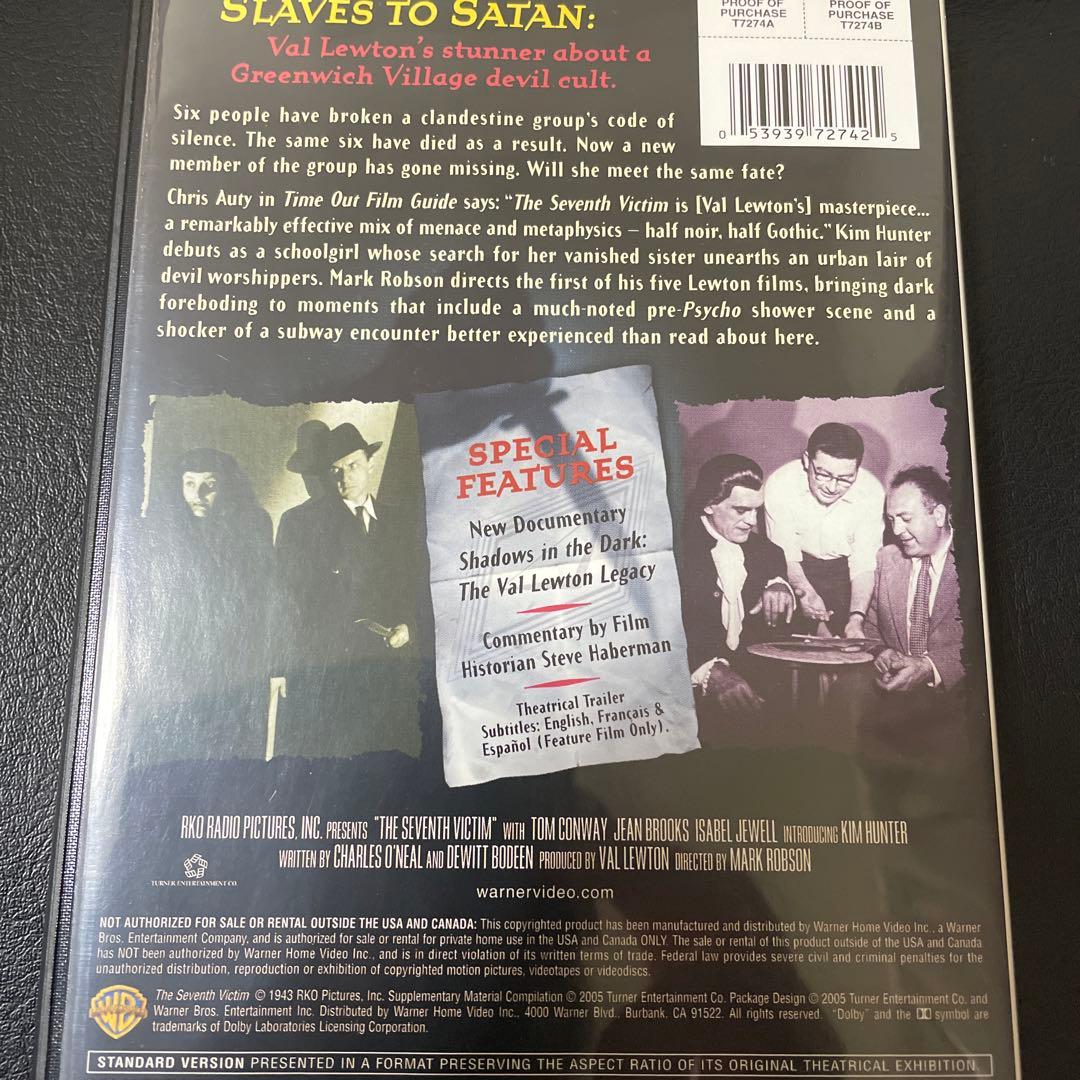 SLAVES TO SATAN:
Val Lewton's stunner about a
Greenwich Village devil cult.
PROOF OF
PURCHASE
T7274A
PROOF OF
PURCHASE
T7274B
0 53939 72742 5
Six people have broken a clandestine group's code of
silence. The same six have died as a result. Now a new
member of the group has gone missing. Will she meet the same fate?
Chris Auty in Time Out Film Guide says: "The Seventh Victim is [Val Lewton's] masterpiece...
a remarkably effective mix of menace and metaphysics – half noir, half Gothic." Kim Hunter
debuts as a schoolgirl whose search for her vanished sister unearths an urban lair of
devil worshippers. Mark Robson directs the first of his five Lewton films, bringing dark
foreboding to moments that include a much-noted pre-Psycho shower scene and a
shocker of a subway encounter better experienced than read about here.
SPECIAL
FEATURES
New Documentary
Shadows in the Dark:
The Val Lewton Legacy
Commentary by Film
Historian Steve Haberman
Theatrical Trailer
Subtitles: English, Français &
Español (Feature Film Only).
RKO RADIO PICTURES, INC. PRESENTS "THE SEVENTH VICTIM" WITH TOM CONWAY JEAN BROOKS ISABEL JEWELL INTRODUCING KIM HUNTER
WRITTEN BY CHARLES O'NEAL AND DEWITT BODEEN PRODUCED BY VAL LEWTON DIRECTED BY MARK ROBSON
TURNER ENTERTAINMENT CO.
warnervideo.com
NOT AUTHORIZED FOR SALE OR RENTAL OUTSIDE THE USA AND CANADA: This copyrighted product has been manufactured and distributed by Warner Home Video Inc., a Warner
Bros. Entertainment Company, and is authorized for sale or rental for private home use in the USA and Canada ONLY. The sale or rental of this product outside of the USA and Canada
has NOT been authorized by Warner Home Video Inc., and is in direct violation of its written terms of trade. Federal law provides severe civil and criminal penalties for the
unauthorized distribution, reproduction or exhibition of copyrighted motion pictures, videotapes or videodiscs.
The Seventh Victim © 1943 RKO Pictures, Inc. Supplementary Material Compilation © 2005 Turner Entertainment Co. Package Design © 2005 Turner Entertainment Co. and
Warner Bros. Entertainment Inc. Distributed by Warner Home Video Inc., 4000 Warner Blvd., Burbank, CA 91522. All rights reserved. "Dolby" and the DD symbol are
trademarks of Dolby Laboratories Licensing Corporation.
STANDARD VERSION PRESENTED IN A FORMAT PRESERVING THE ASPECT RATIO OF ITS ORIGINAL THEATRICAL EXHIBITION.